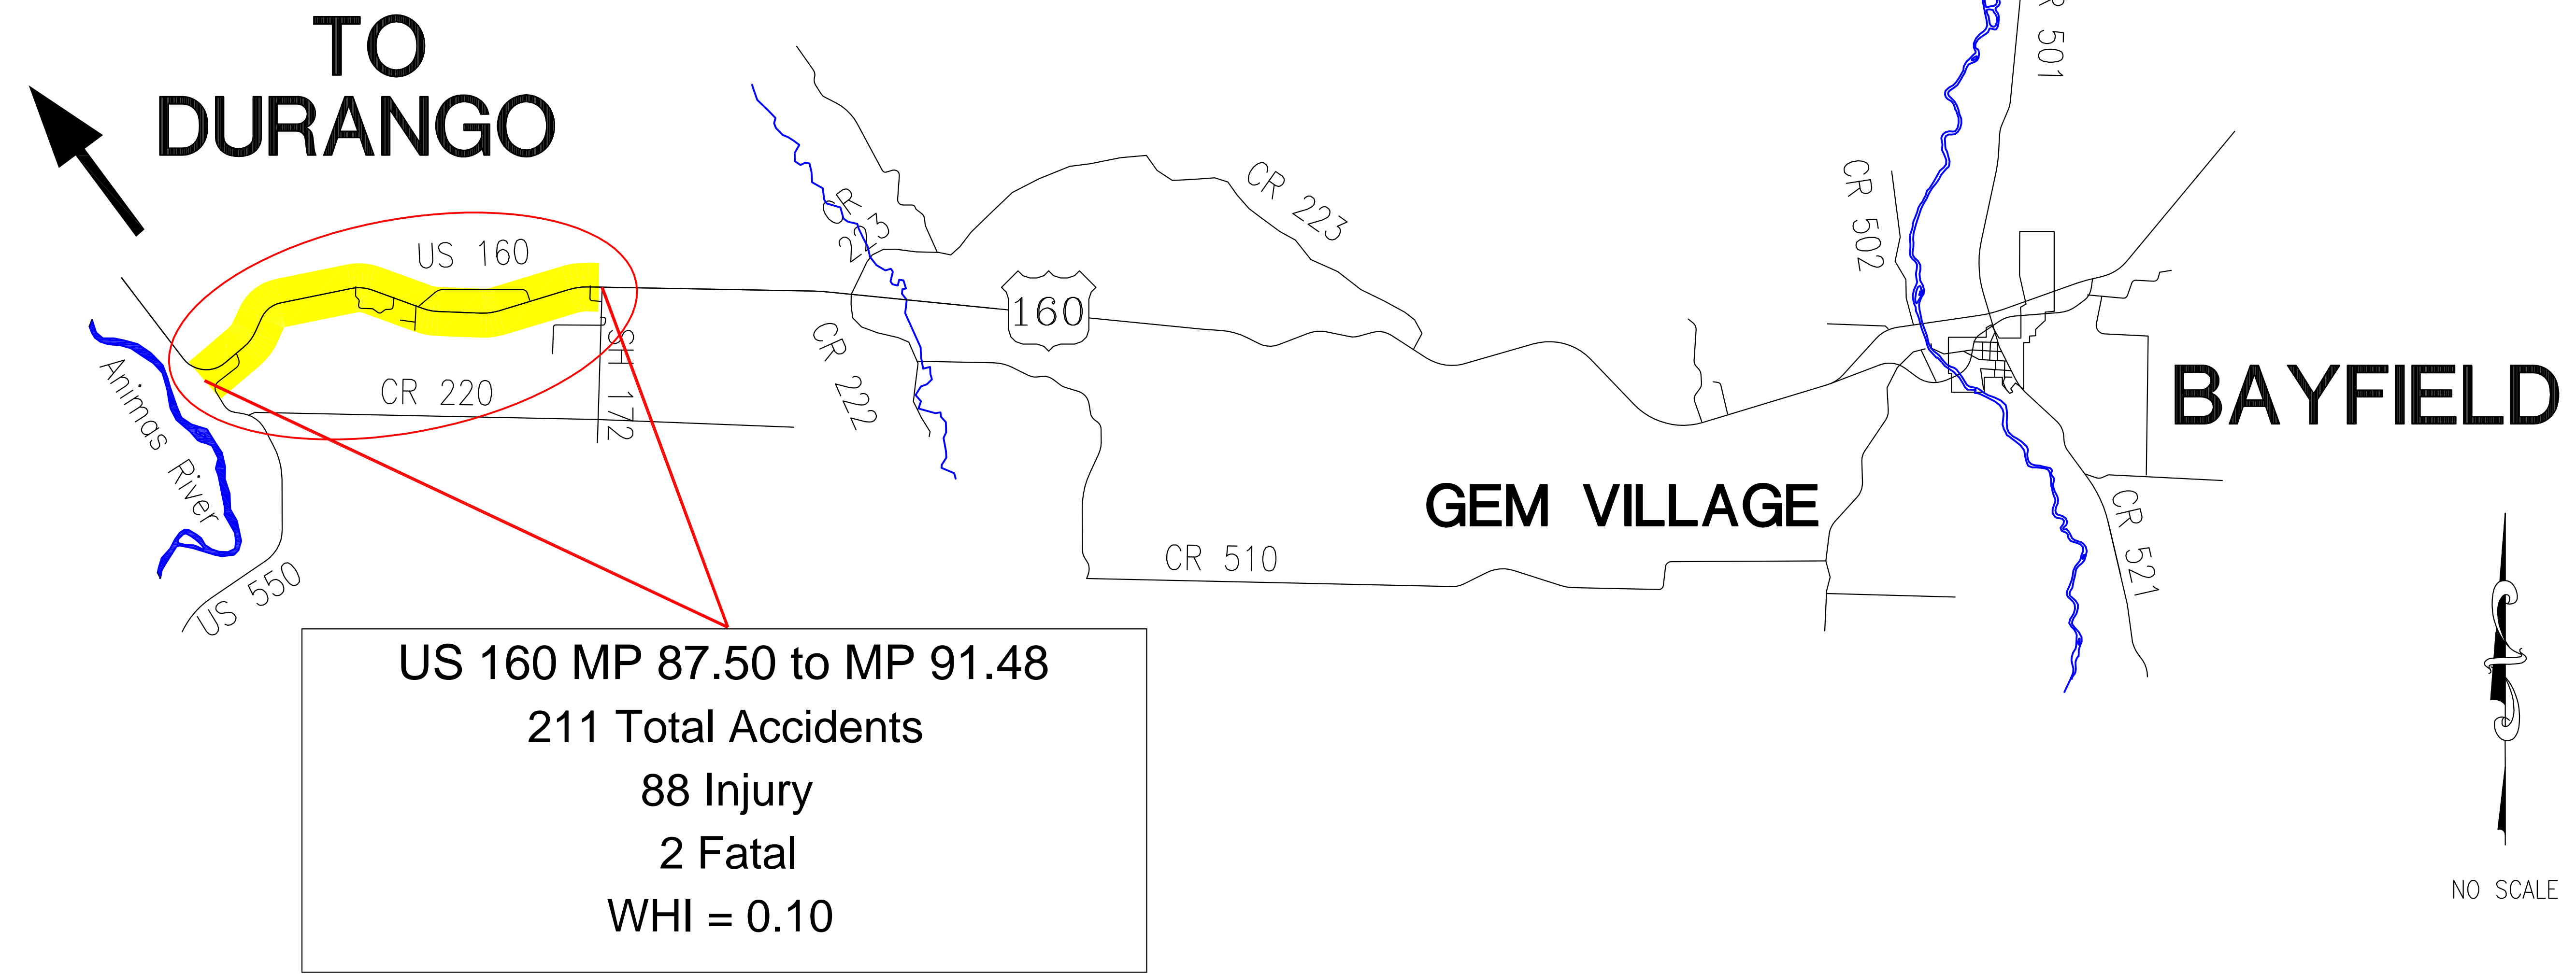 TO
DURANGO
US 160
Animas River
CR 220
SH 172
US 550
CR 223
CR 222
160
CR 223
CR 510
GEM VILLAGE
CR 502
R 501
BAYFIELD
CR 521
US 160 MP 87.50 to MP 91.48
211 Total Accidents
88 Injury
2 Fatal
WHI = 0.10
NO SCALE